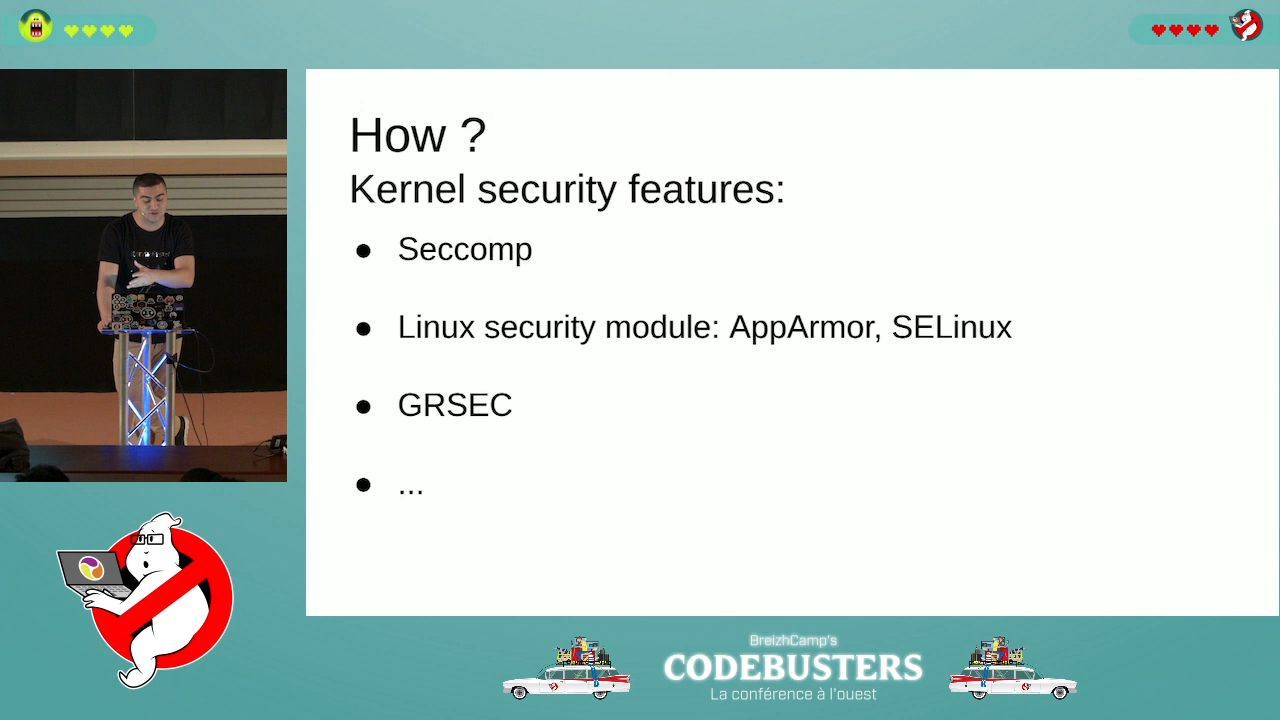 How ?
Kernel security features:
● Seccomp
● Linux security module: AppArmor, SELinux
● GRSEC
● ...
BreizhCamp's
CODEBUSTERS
La conférence à l'ouest